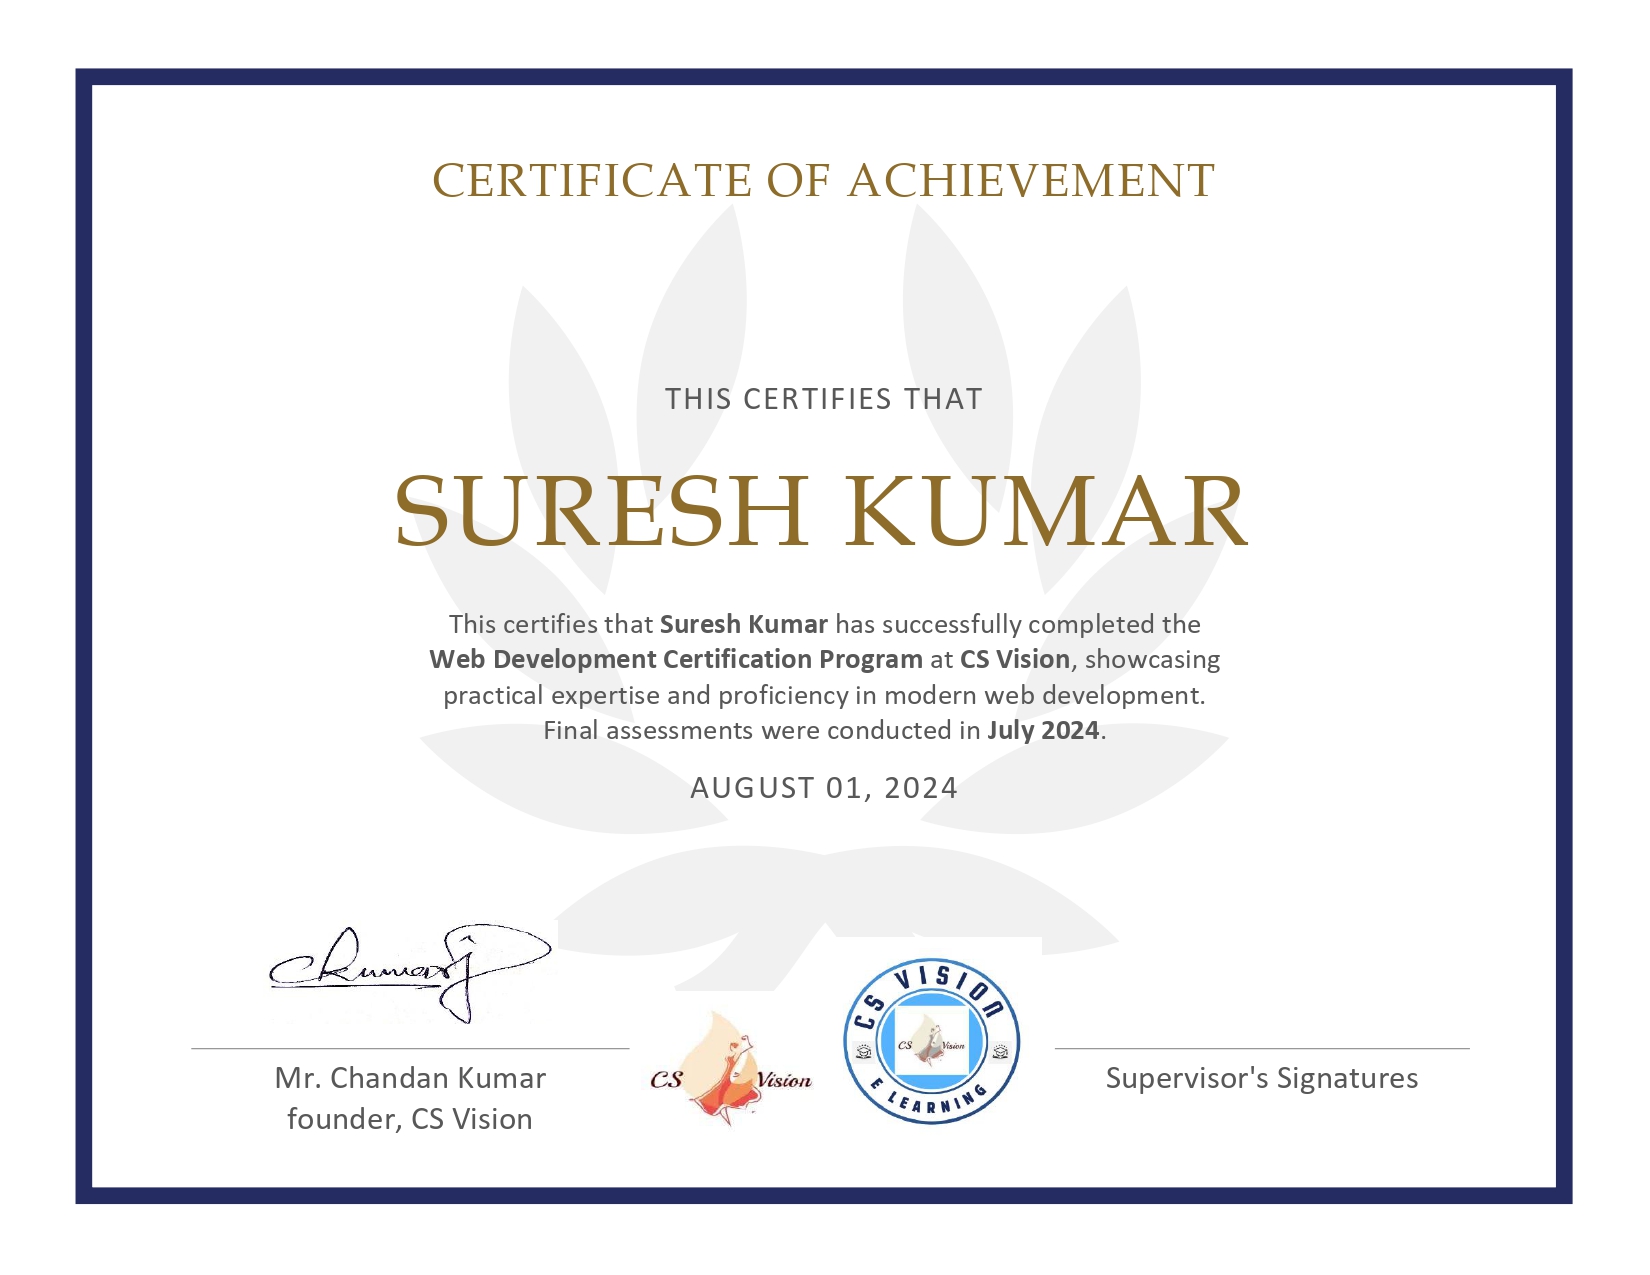 CERTIFICATE OF ACHIEVEMENT
THIS CERTIFIES THAT
SURESH KUMAR
This certifies that Suresh Kumar has successfully completed the
Web Development Certification Program at CS Vision, showcasing
practical expertise and proficiency in modern web development.
Final assessments were conducted in July 2024.
AUGUST 01, 2024
Ckumar
Mr. Chandan Kumar
founder, CS Vision
CS Vision
CS VISION
CS Vision
E LEARNING
Supervisor's Signatures